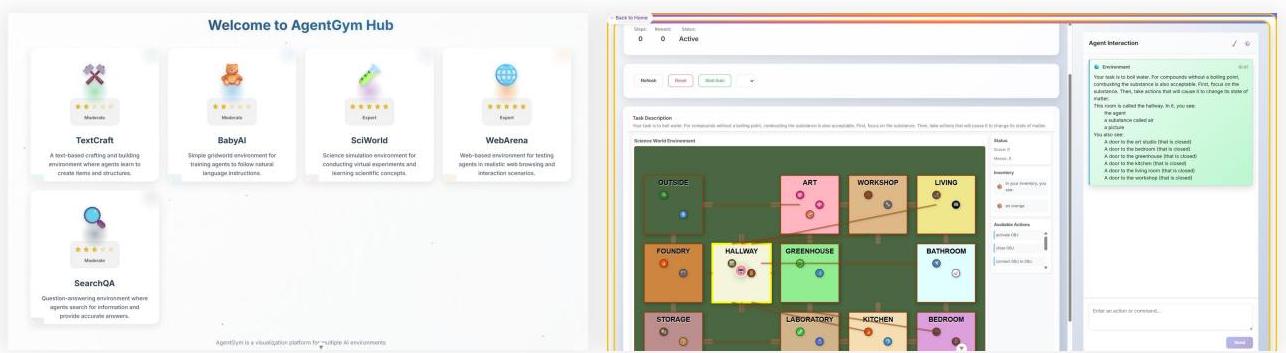 Welcome to AgentGym Hub
Moderate
TextCraft
A text-based crafting and building
environment where agents learn to
create items and structures.
Moderate
BabyAI
Simple gridworld environment for
training agents to follow natural
language instructions.
Expert
SciWorld
Science simulation environment for
conducting virtual experiments and
learning scientific concepts.
Expert
WebArena
Web-based environment for testing
agents in realistic web browsing and
interaction scenarios.
Moderate
SearchQA
Question-answering environment where
agents search for information and
provide accurate answers.
AgentGym is a visualization platform for multiple AI environments
← Back to Home
Steps: Reward: Status:
0 0 Active
Refresh Reset
Task Description
Your task is to boil water. For compounds without a boiling point, combusting the substance is also acceptable. First, focus on the substance. Then, take actions that will cause it to change its state of matter.
Science World Environment
OUTSIDE ART WORKSHOP LIVING
FOUNDRY HALLWAY GREENHOUSE BATHROOM
STORAGE LABORATORY KITCHEN BEDROOM
Status
Inventory
In your inventory, you
see:
an orange
Available Actions
activate OBJ
close OBJ
connect OBJ to OBJ
Agent Interaction
Environment
Your task is to boil water. For compounds without a boiling point,
combusting the substance is also acceptable. First, focus on the
substance. Then, take actions that will cause it to change its state of
matter.
This room is called the hallway. In it, you see:
the agent
a substance called air
a picture
You also see:
A door to the art studio (that is closed)
A door to the bedroom (that is closed)
A door to the greenhouse (that is closed)
A door to the kitchen (that is closed)
A door to the living room (that is closed)
A door to the workshop (that is closed)
Enter an action or command...
Send